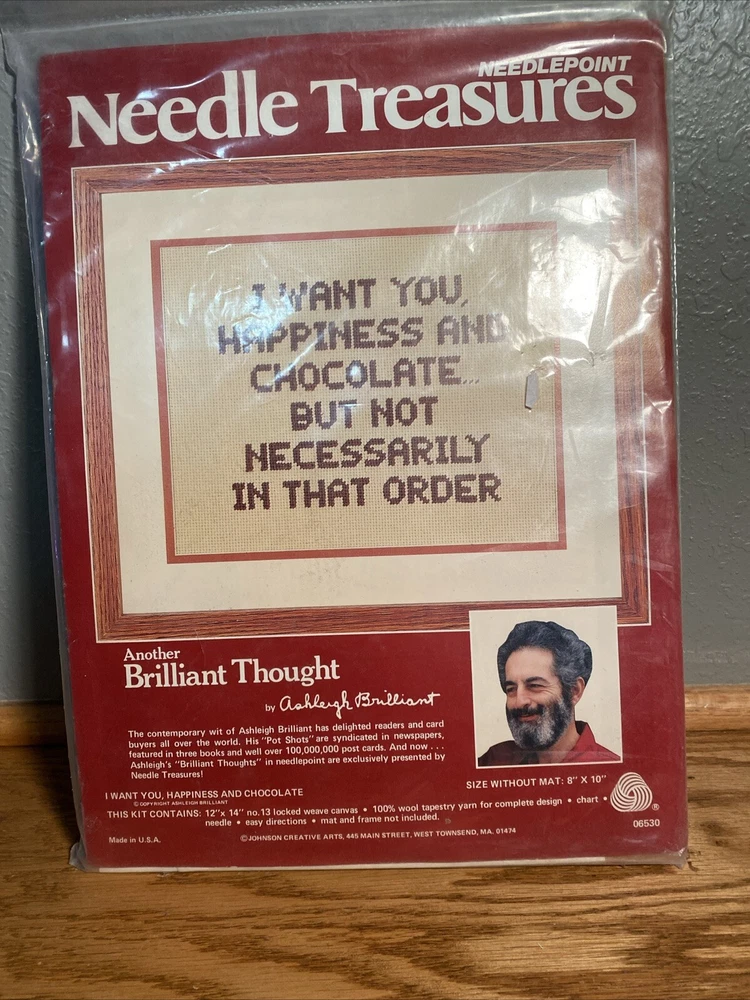 NEEDLEPOINT
Needle Treasures
I WANT YOU,
HAPPINESS AND
CHOCOLATE...
BUT NOT
NECESSARILY
IN THAT ORDER
Another
Brilliant Thought
by Ashleigh Brilliant
The contemporary wit of Ashleigh Brilliant has delighted readers and card
buyers all over the world. His "Pot Shots" are syndicated in newspapers,
featured in three books and well over 100,000,000 post cards. And now . . .
Ashleigh's "Brilliant Thoughts" in needlepoint are exclusively presented by
Needle Treasures!
I WANT YOU, HAPPINESS AND CHOCOLATE
© COPYRIGHT ASHLEIGH BRILLIANT
SIZE WITHOUT MAT: 8" X 10"
THIS KIT CONTAINS: 12"x 14" no.13 locked weave canvas • 100% wool tapestry yarn for complete design • chart •
needle • easy directions • mat and frame not included.
®
06530
Made in U.S.A.
©JOHNSON CREATIVE ARTS, 445 MAIN STREET, WEST TOWNSEND, MA. 01474